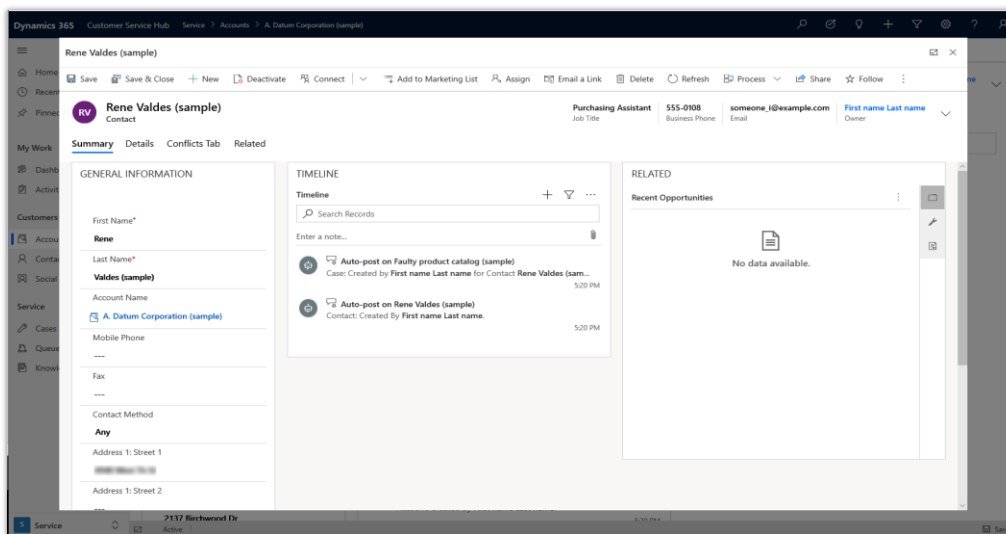 Dynamics 365 Customer Service Hub Service > Accounts > A. Datum Corporation (sample)
Rene Valdes (sample)
Save Save & Close New Deactivate Connect Add to Marketing List Assign Email a Link Delete Refresh Process Share Follow
RV
Rene Valdes (sample)
Contact
Purchasing Assistant
Job Title
555-0108
Business Phone
someone_i@example.com
Email
First name Last name
Owner
Summary Details Conflicts Tab Related
Home
Recen
Pinned
My Work
Dashb
Activit
Customers
Accou
Conta
Social
Service
Cases
Queue
Knowl
GENERAL INFORMATION
First Name*
Rene
Last Name*
Valdes (sample)
Account Name
A. Datum Corporation (sample)
Mobile Phone
---
Fax
---
Contact Method
Any
Address 1: Street 1
Address 1: Street 2
---
TIMELINE
Timeline
Search Records
Enter a note...
Auto-post on Faulty product catalog (sample)
Case: Created by First name Last name for Contact Rene Valdes (sam...
5:20 PM
Auto-post on Rene Valdes (sample)
Contact: Created By First name Last name.
5:20 PM
RELATED
Recent Opportunities
No data available.
S Service
2137 Birchwood Dr
Active
Sav